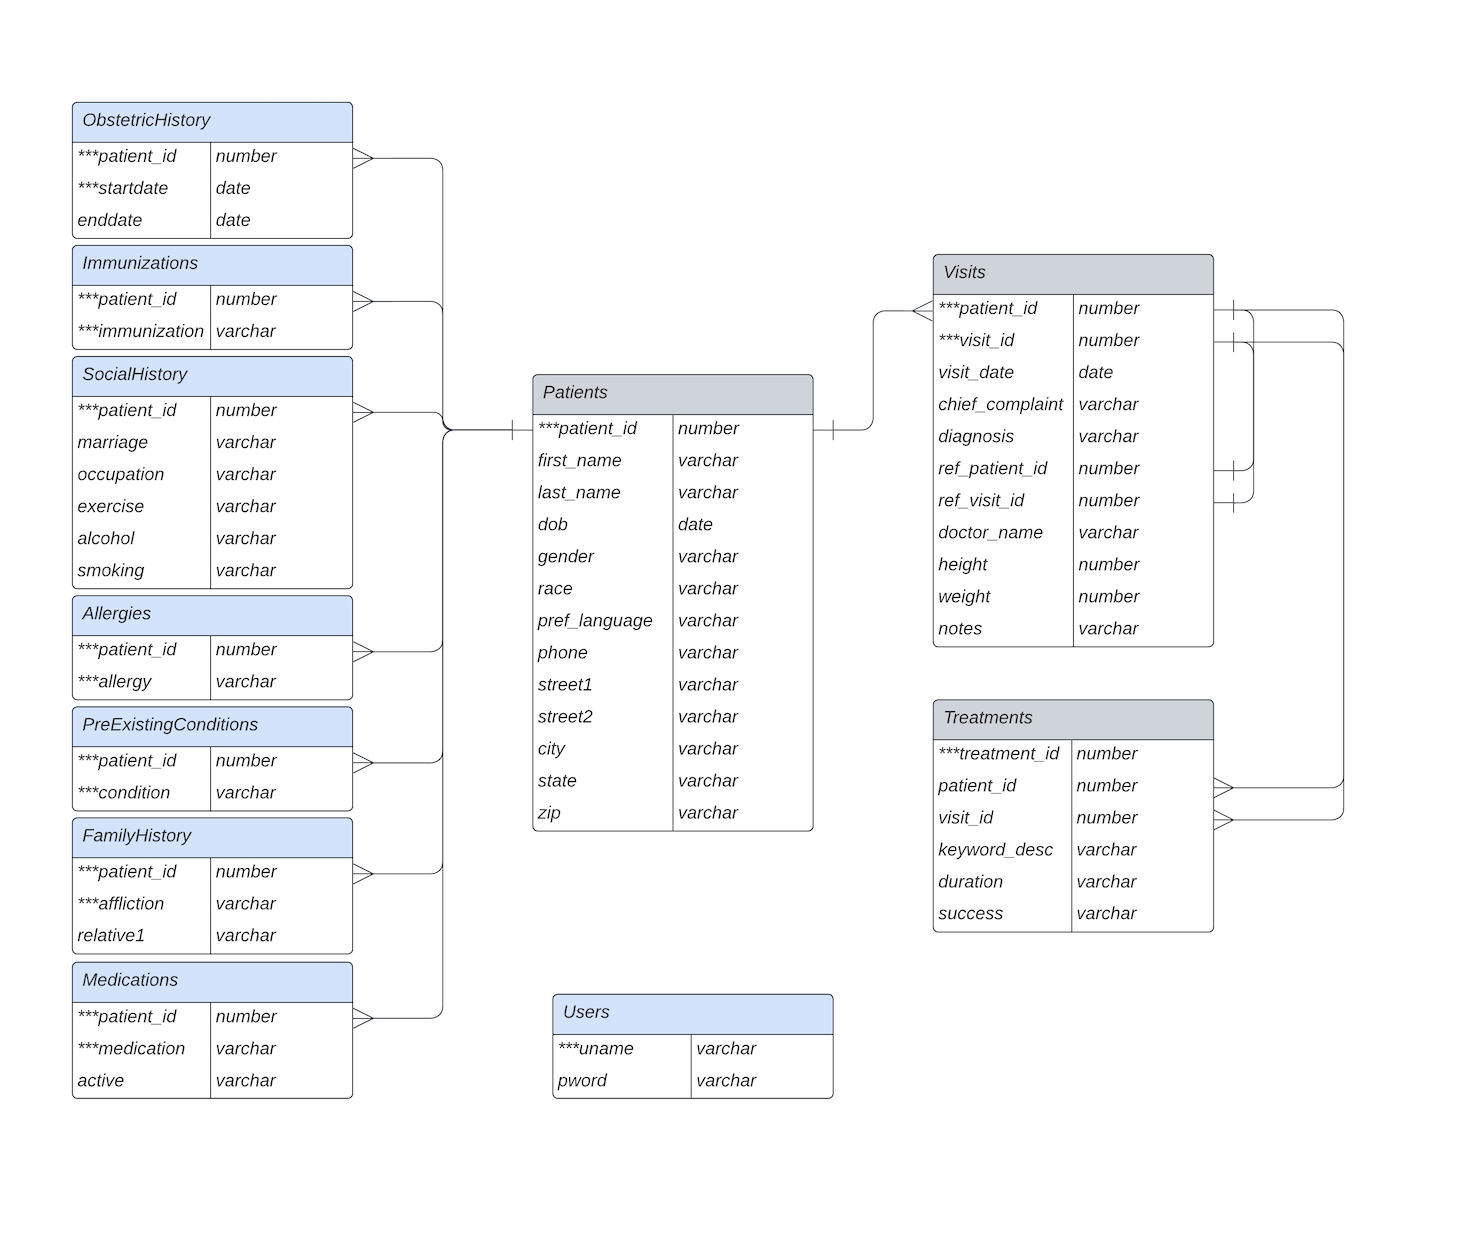 ObstetricHistory
***patient_id number
***startdate date
enddate date
Immunizations
***patient_id number
***immunization varchar
SocialHistory
***patient_id number
marriage varchar
occupation varchar
exercise varchar
alcohol varchar
smoking varchar
Allergies
***patient_id number
***allergy varchar
PreExistingConditions
***patient_id number
***condition varchar
FamilyHistory
***patient_id number
***affliction varchar
relative1 varchar
Medications
***patient_id number
***medication varchar
active varchar
Patients
***patient_id number
first_name varchar
last_name varchar
dob date
gender varchar
race varchar
pref_language varchar
phone varchar
street1 varchar
street2 varchar
city varchar
state varchar
zip varchar
Users
***uname varchar
pword varchar
Visits
***patient_id number
***visit_id number
visit_date date
chief_complaint varchar
diagnosis varchar
ref_patient_id number
ref_visit_id number
doctor_name varchar
height number
weight number
notes varchar
Treatments
***treatment_id number
patient_id number
visit_id number
keyword_desc varchar
duration varchar
success varchar